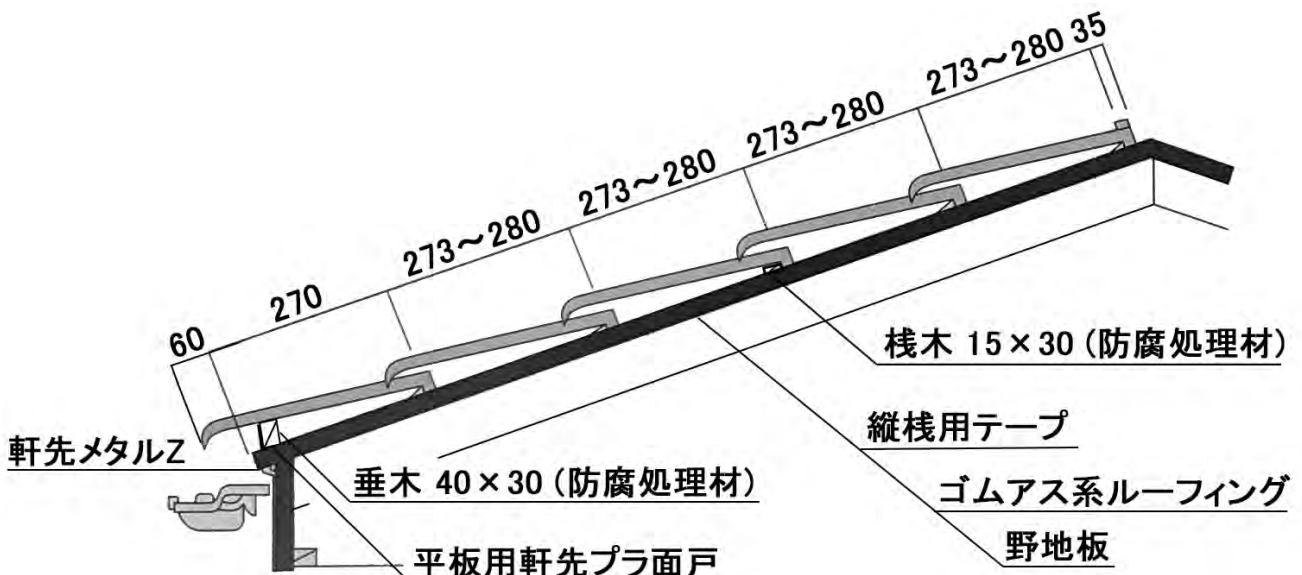 273～280 35
273～280
273～280
273～280
270
60
桟木 15×30 (防腐処理材)
縦桟用テープ
軒先メタルZ
垂木 40×30 (防腐処理材)
ゴムアス系ルーフィング
野地板
平板用軒先プラ面戸